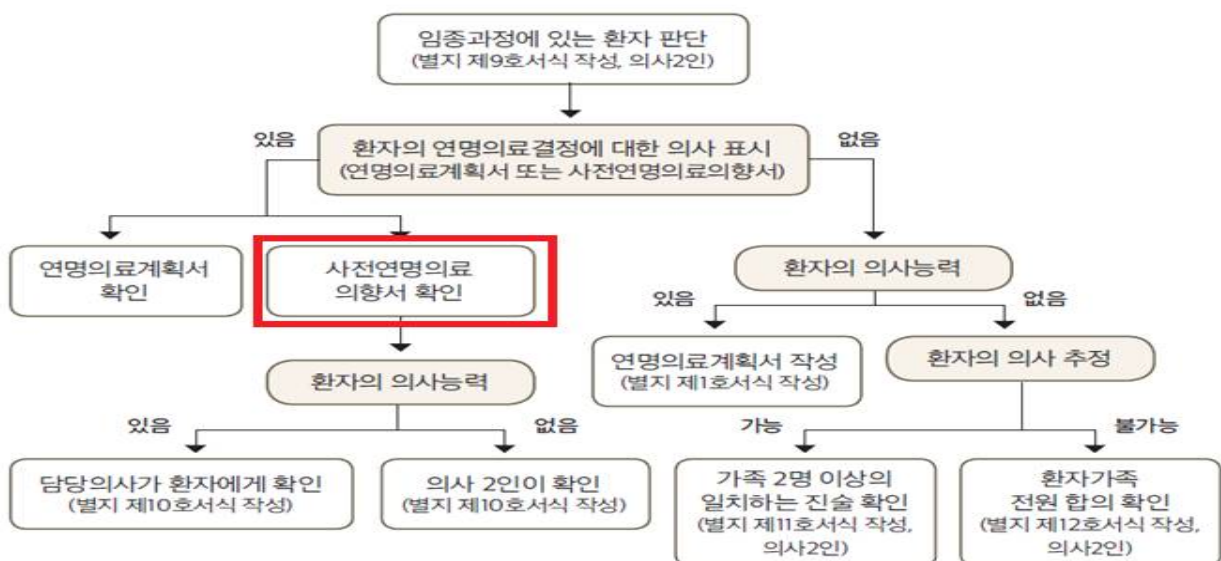 임종과정에 있는 환자 판단
(별지 제9호서식 작성, 의사2인)
있음
환자의 연명의료결정에 대한 의사 표시
(연명의료계획서 또는 사전연명의료의향서)
없음
연명의료계획서
확인
사전연명의료
의향서 확인
환자의 의사능력
있음
없음
연명의료계획서 작성
(별지 제1호서식 작성)
환자의 의사 추정
환자의 의사능력
있음
없음
가능
불가능
담당의사가 환자에게 확인
(별지 제10호서식 작성)
의사 2인이 확인
(별지 제10호서식 작성)
가족 2명 이상의
일치하는 진술 확인
(별지 제11호서식 작성,
의사2인)
환자가족
전원 합의 확인
(별지 제12호서식 작성,
의사2인)